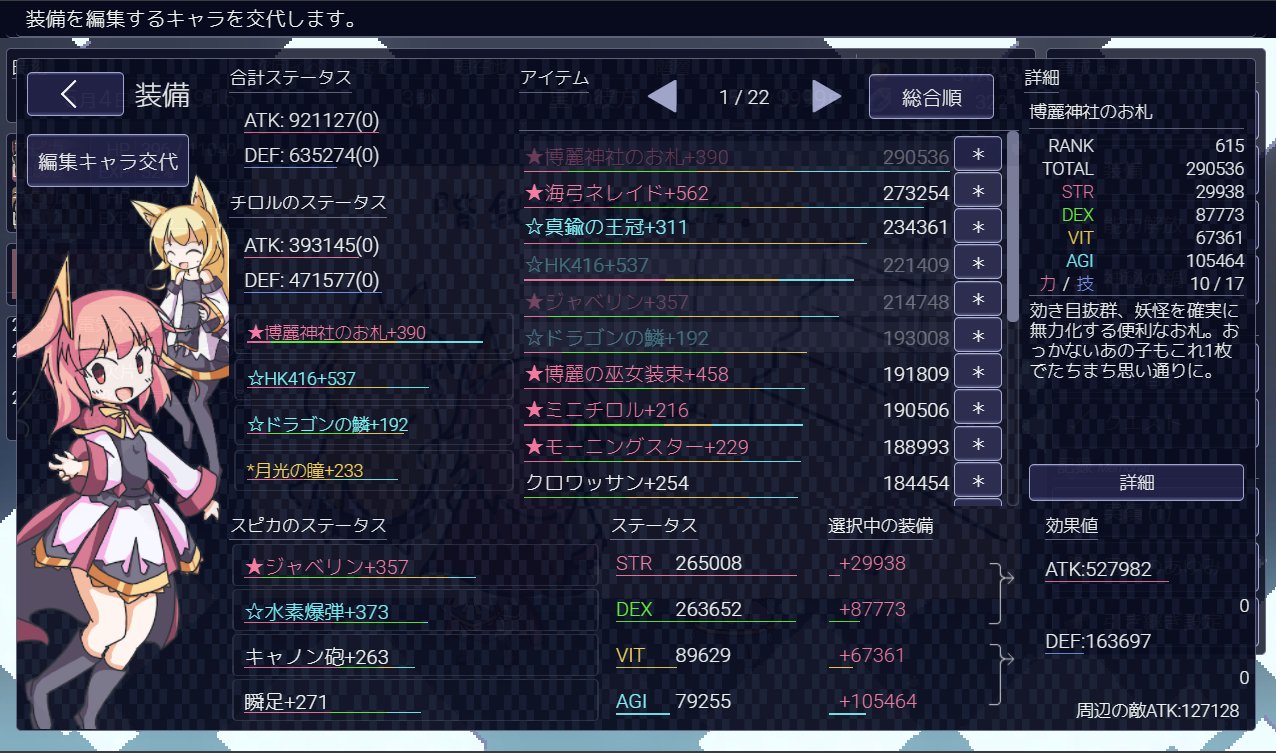 装備を編集するキャラを交代します。
装備
編集キャラ交代
合計ステータス
ATK: 921127(0)
DEF: 635274(0)
チロルのステータス
ATK: 393145(0)
DEF: 471577(0)
★博麗神社のお札+390
☆HK416+537
☆ドラゴンの鱗+192
*月光の瞳+233
スピカのステータス
★ジャベリン+357
☆水素爆弾+373
キャノン砲+263
瞬足+271
アイテム
1 / 22
総合順
★博麗神社のお札+390 290536 *
★海弓ネレイド+562 273254 *
☆真鍮の王冠+311 234361 *
☆HK416+537 221409 *
★ジャベリン+357 214748 *
☆ドラゴンの鱗+192 193008 *
★博麗の巫女装束+458 191809 *
★ミニチロル+216 190506 *
★モーニングスター+229 188993 *
クロワッサン+254 184454 *
ステータス
STR 265008
DEX 263652
VIT 89629
AGI 79255
選択中の装備
+29938
+87773
+67361
+105464
詳細
博麗神社のお札
RANK 615
TOTAL 290536
STR 29938
DEX 87773
VIT 67361
AGI 105464
力 / 技 10 / 17
効き目抜群、妖怪を確実に
無力化する便利なお札。お
っかないあの子もこれ1枚
でたちまち思い通りに。
詳細
効果値
ATK:527982
0
DEF:163697
0
周辺の敵ATK:127128